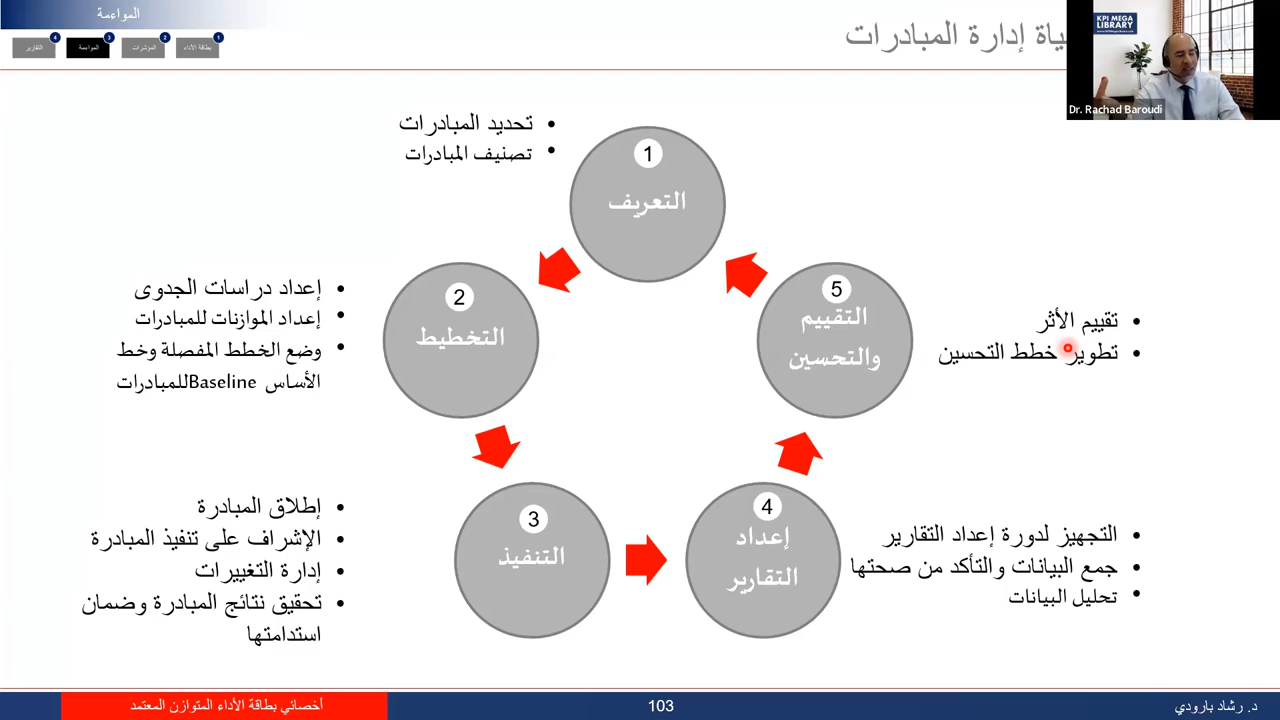 المواءمة
1
بطاقة الأداء
2
المؤشرات
3
المواءمة
4
التقارير
إدارة المبادرات
KPI MEGA
LIBRARY
Dr. Rachad Baroudi
1
التعريف
• تحديد المبادرات
• تصنيف المبادرات
2
التخطيط
• إعداد دراسات الجدوى
• إعداد الموازنات للمبادرات
• وضع الخطط المفصلة وخط
الأساس Baselineللمبادرات
3
التنفيذ
• إطلاق المبادرة
• الإشراف على تنفيذ المبادرة
• إدارة التغييرات
• تحقيق نتائج المبادرة وضمان
استدامتها
4
إعداد
التقارير
• التجهيز لدورة إعداد التقارير
• جمع البيانات والتأكد من صحتها
• تحليل البيانات
5
التقييم
والتحسين
• تقييم الأثر
• تطوير خطط التحسين
د. رشاد بارودي
103
أخصائي بطاقة الأداء المتوازن المعتمد